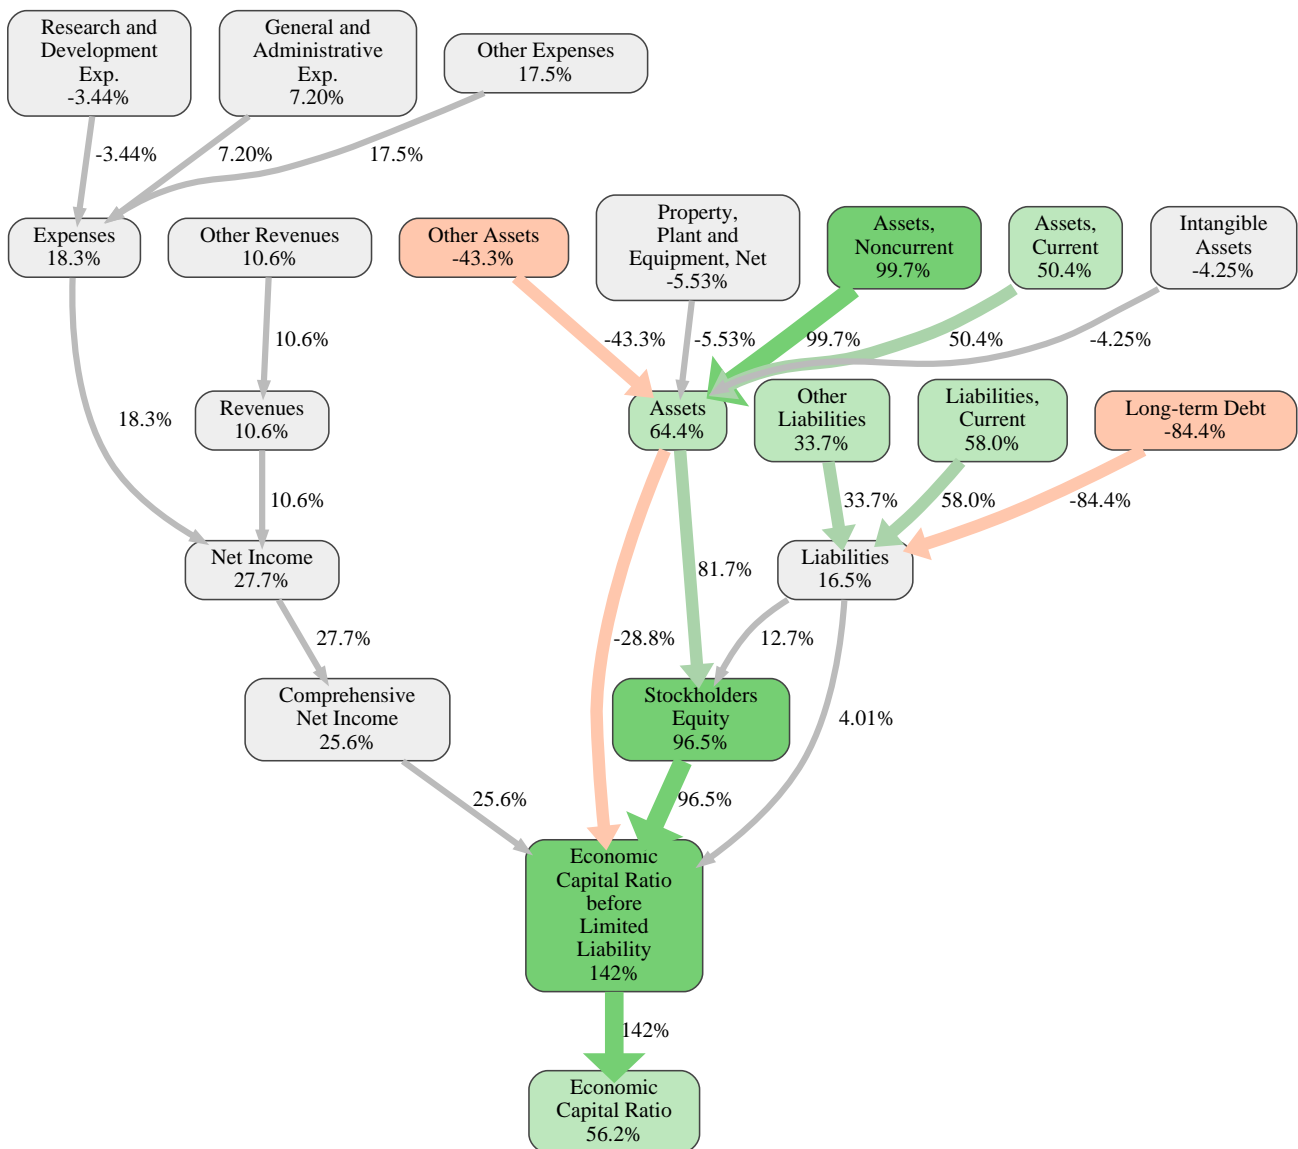 Research and
Development
Exp.
-3.44%
General and
Administrative
Exp.
7.20%
Other Expenses
17.5%
-3.44%
7.20%
17.5%
Expenses
18.3%
Other Revenues
10.6%
Other Assets
-43.3%
Property,
Plant and
Equipment, Net
-5.53%
Assets,
Noncurrent
99.7%
Assets,
Current
50.4%
Intangible
Assets
-4.25%
10.6%
-43.3%
-5.53%
99.7%
50.4%
-4.25%
18.3%
Revenues
10.6%
Assets
64.4%
Other
Liabilities
33.7%
Liabilities,
Current
58.0%
Long-term Debt
-84.4%
10.6%
33.7%
58.0%
-84.4%
Net Income
27.7%
81.7%
Liabilities
16.5%
27.7%
-28.8%
12.7%
Comprehensive
Net Income
25.6%
Stockholders
Equity
96.5%
4.01%
25.6%
96.5%
Economic
Capital Ratio
before
Limited
Liability
142%
142%
Economic
Capital Ratio
56.2%